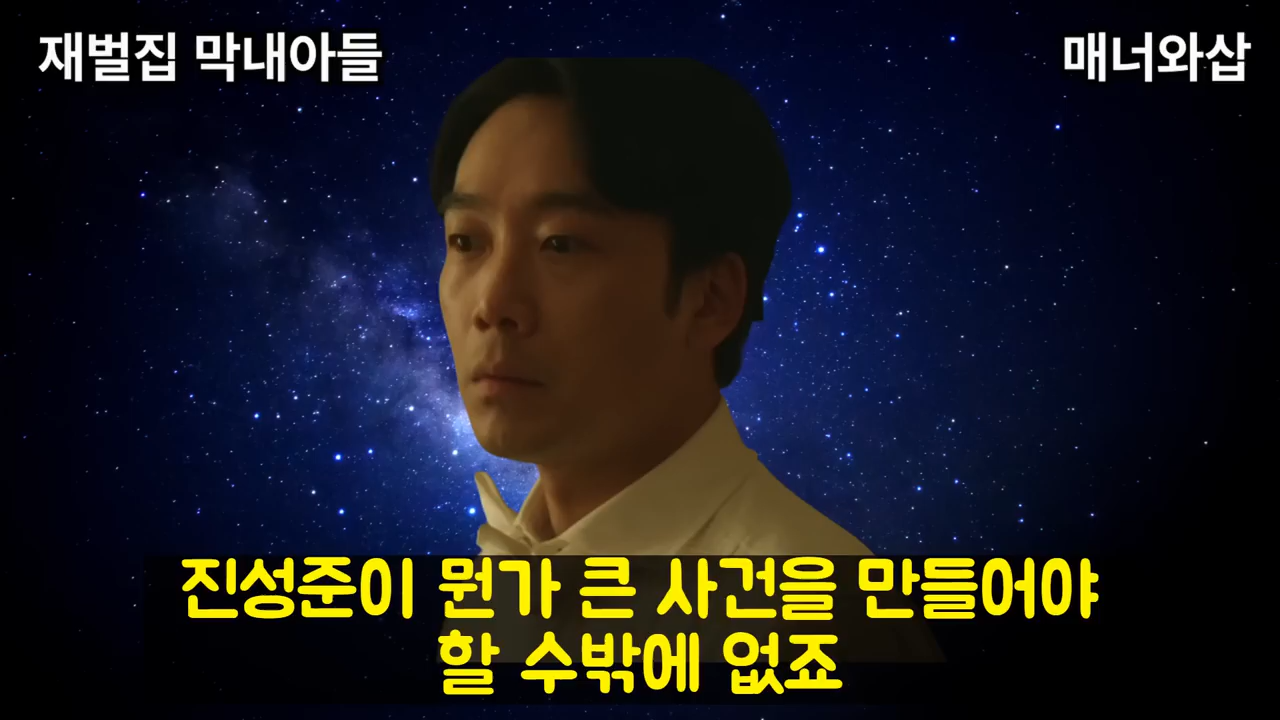 재벌집 막내아들
매너와삽
진성준이 뭔가 큰 사건을 만들어야
할 수밖에 없죠